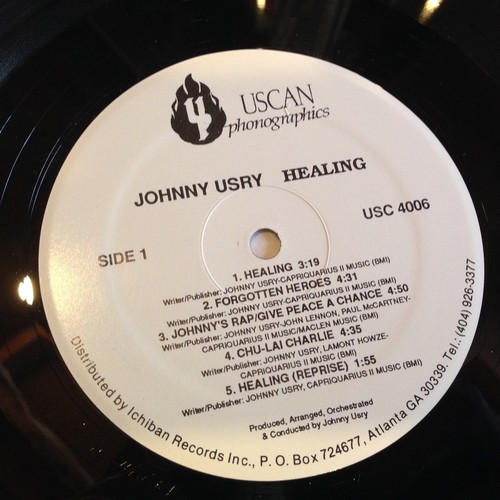 USCAN
phonographics
JOHNNY USRY HEALING
SIDE 1
USC 4006
1. HEALING 3:19
Writer/Publisher: JOHNNY USRY-CAPRIQUARIUS II MUSIC (BMI)
2. FORGOTTEN HEROES 4:31
Writer/Publisher: JOHNNY USRY-CAPRIQUARIUS II MUSIC (BMI)
3. JOHNNY'S RAP/GIVE PEACE A CHANCE 4:50
Writer/Publisher: JOHNNY USRY-JOHN LENNON, PAUL McCARTNEY-
CAPRIQUARIUS II MUSIC/MACLEN MUSIC (BMI)
4. CHU-LAI CHARLIE 4:35
Writer/Publisher: JOHNNY USRY, LAMONT HOWZE-
CAPRIQUARIUS II MUSIC (BMI)
5. HEALING (REPRISE) 1:55
Writer/Publisher: JOHNNY USRY, CAPRIQUARIUS II MUSIC (BMI)
Produced, Arranged, Orchestrated
& Conducted by Johnny Usry
Distributed by Ichiban Records Inc., P. O. Box 724677, Atlanta GA 30339. Tel.: (404) 926-3377